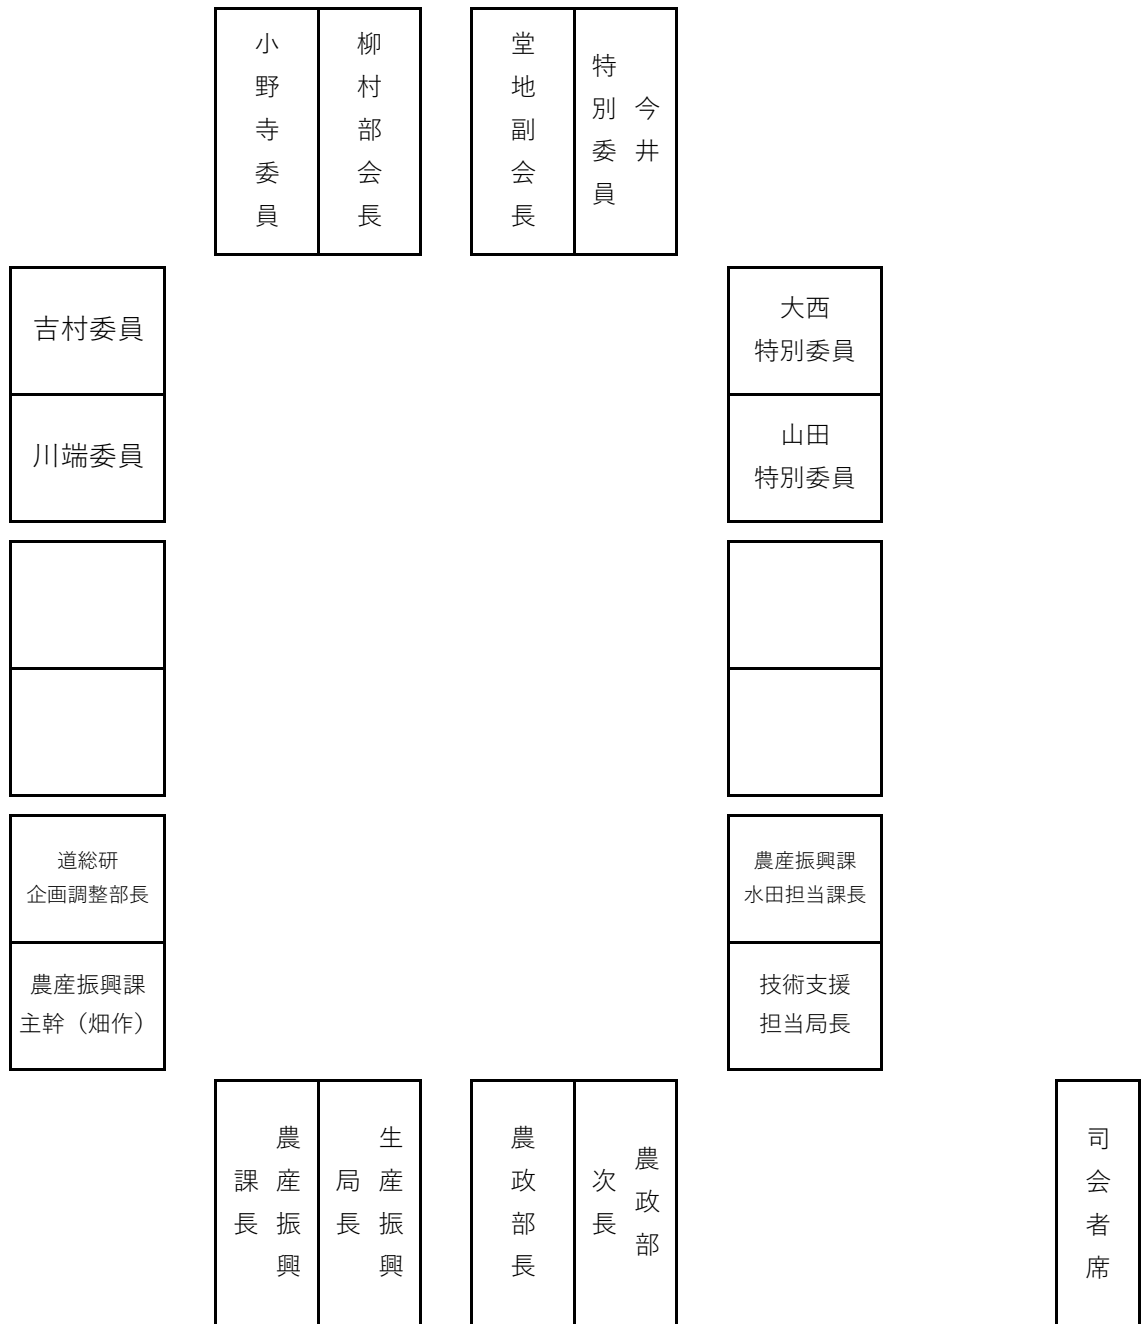 小野寺委員
柳村部会長
堂地副会長
今井
特別委員
吉村委員
大西
特別委員
川端委員
山田
特別委員
道総研
企画調整部長
農産振興課
水田担当課長
農産振興課
主幹（畑作）
技術支援
担当局長
農産振興
課長
生産振興
局長
農政部長
農政部
次長
司会者席